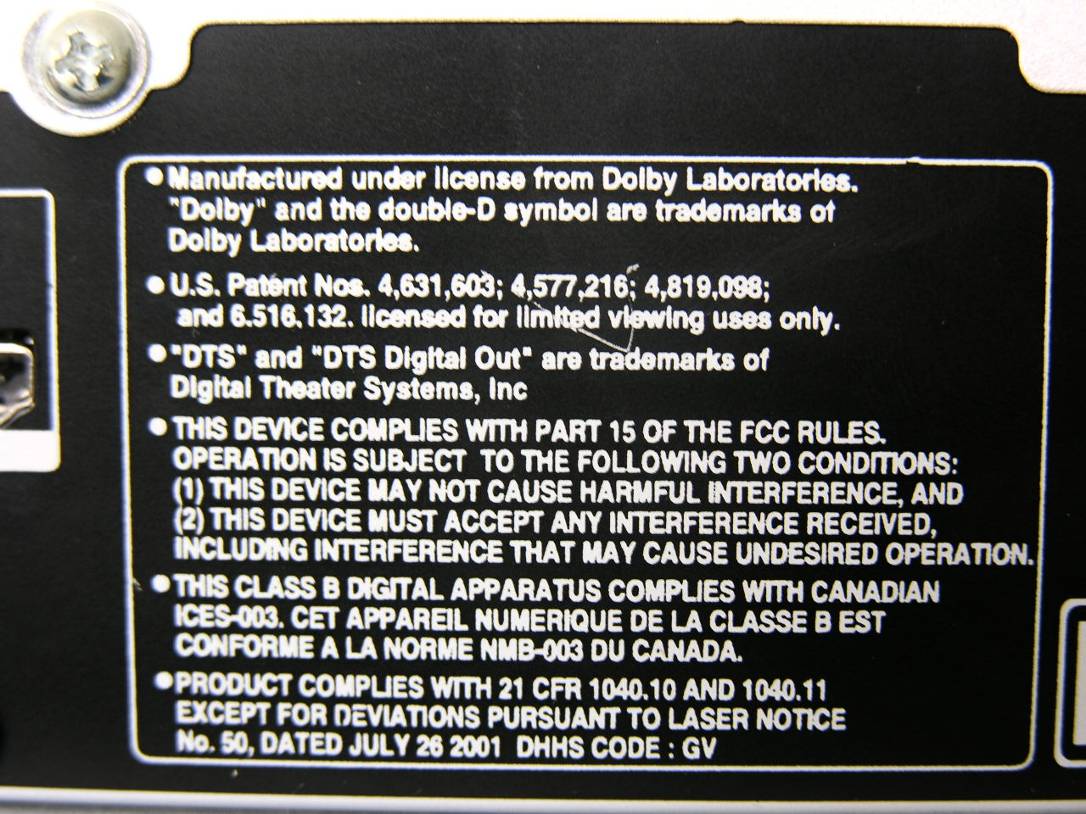 • Manufactured under license from Dolby Laboratories.
"Dolby" and the double-D symbol are trademarks of
Dolby Laboratories.
• U.S. Patent Nos. 4,631,603; 4,577,216; 4,819,098;
and 6.516.132. licensed for limited viewing uses only.
• "DTS" and "DTS Digital Out" are trademarks of
Digital Theater Systems, Inc
• THIS DEVICE COMPLIES WITH PART 15 OF THE FCC RULES.
OPERATION IS SUBJECT TO THE FOLLOWING TWO CONDITIONS:
(1) THIS DEVICE MAY NOT CAUSE HARMFUL INTERFERENCE, AND
(2) THIS DEVICE MUST ACCEPT ANY INTERFERENCE RECEIVED,
INCLUDING INTERFERENCE THAT MAY CAUSE UNDESIRED OPERATION.
• THIS CLASS B DIGITAL APPARATUS COMPLIES WITH CANADIAN
ICES-003. CET APPAREIL NUMERIQUE DE LA CLASSE B EST
CONFORME A LA NORME NMB-003 DU CANADA.
• PRODUCT COMPLIES WITH 21 CFR 1040.10 AND 1040.11
EXCEPT FOR DEVIATIONS PURSUANT TO LASER NOTICE
No. 50, DATED JULY 26 2001 DHHS CODE : GV